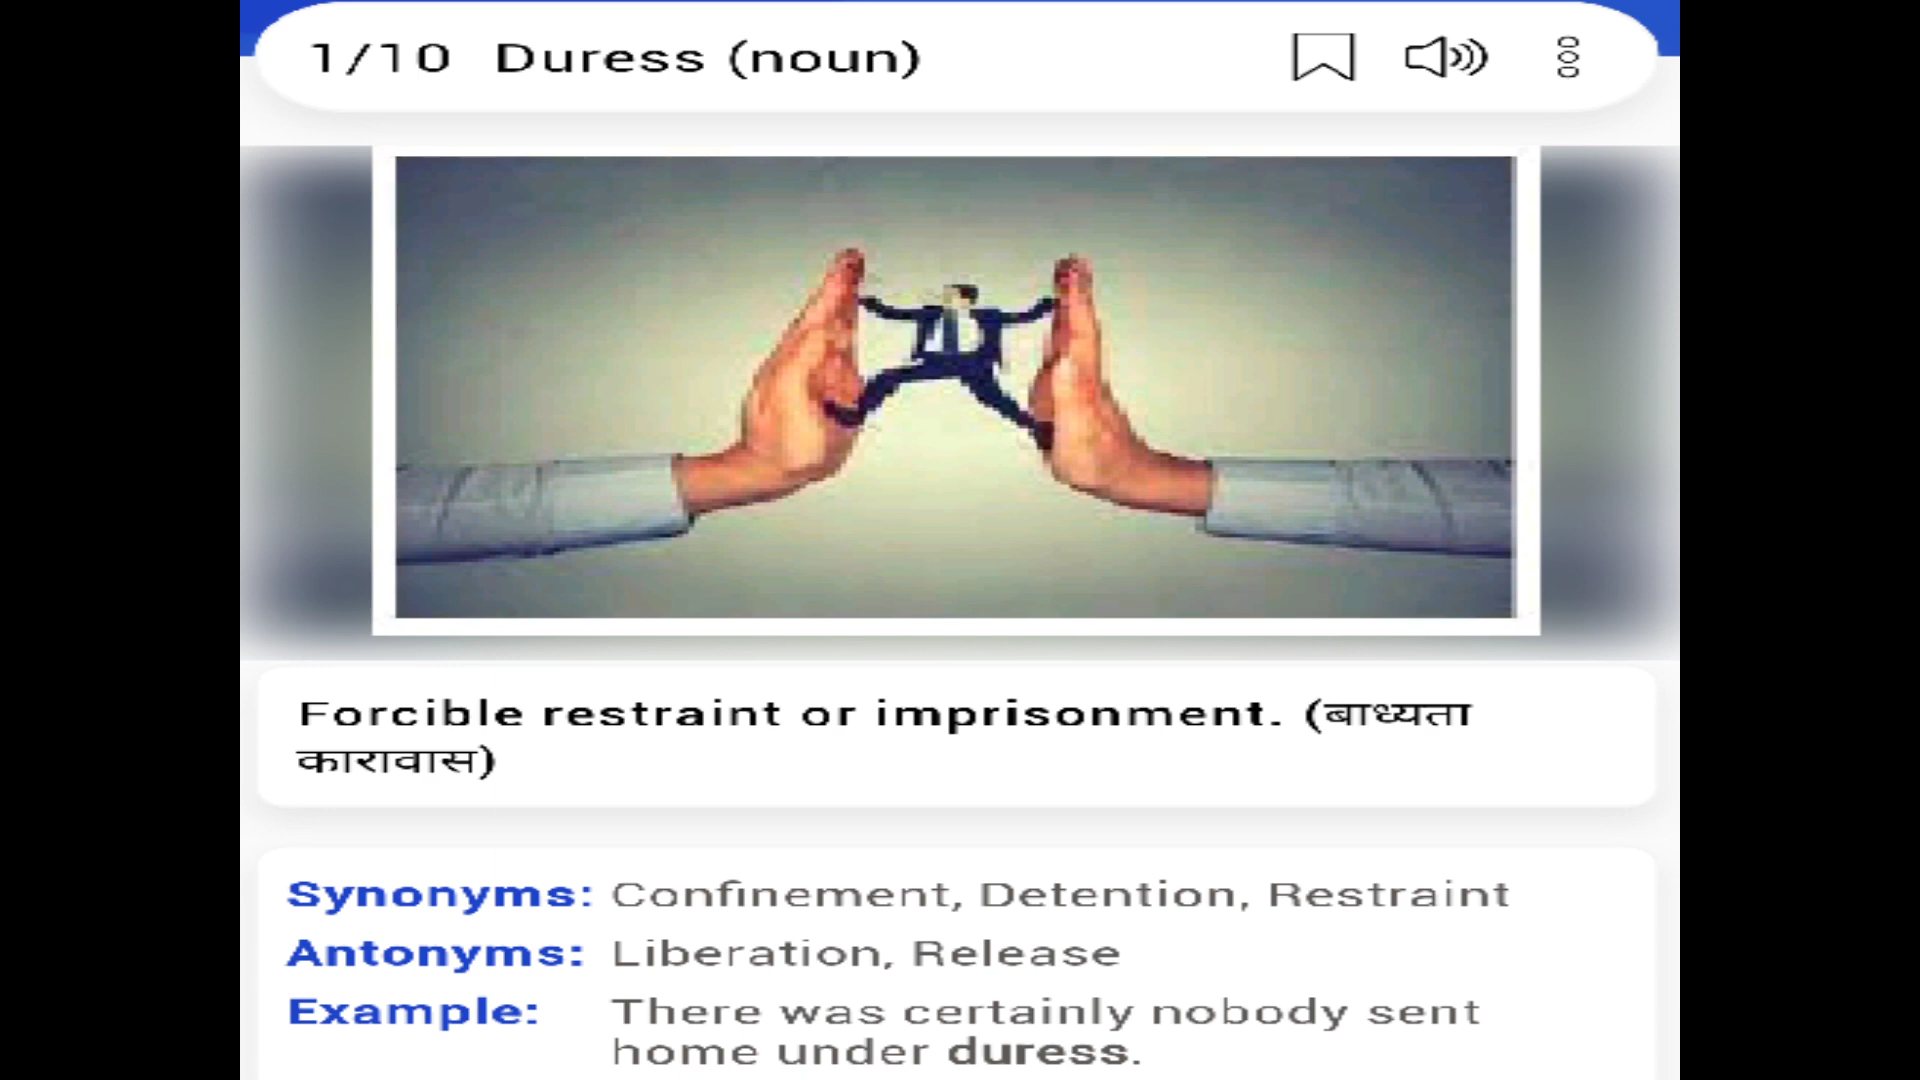 1/10 Duress (noun)
Forcible restraint or imprisonment. (बाध्यता
कारावास)
Synonyms: Confinement, Detention, Restraint
Antonyms: Liberation, Release
Example: There was certainly nobody sent
home under duress.